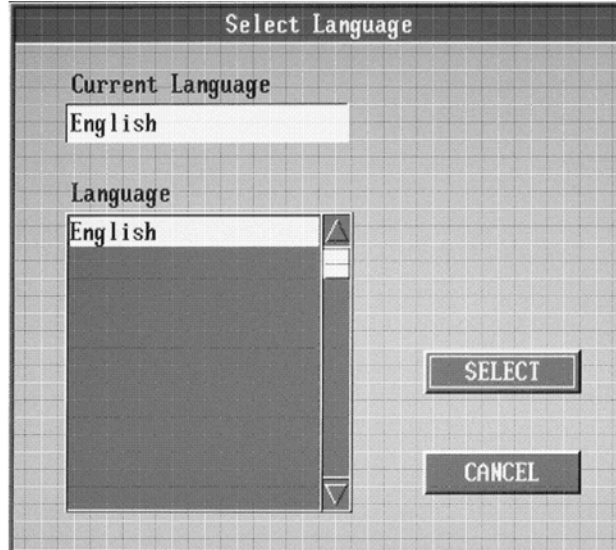 Select Language
Current Language
English
Language
English
SELECT
CANCEL